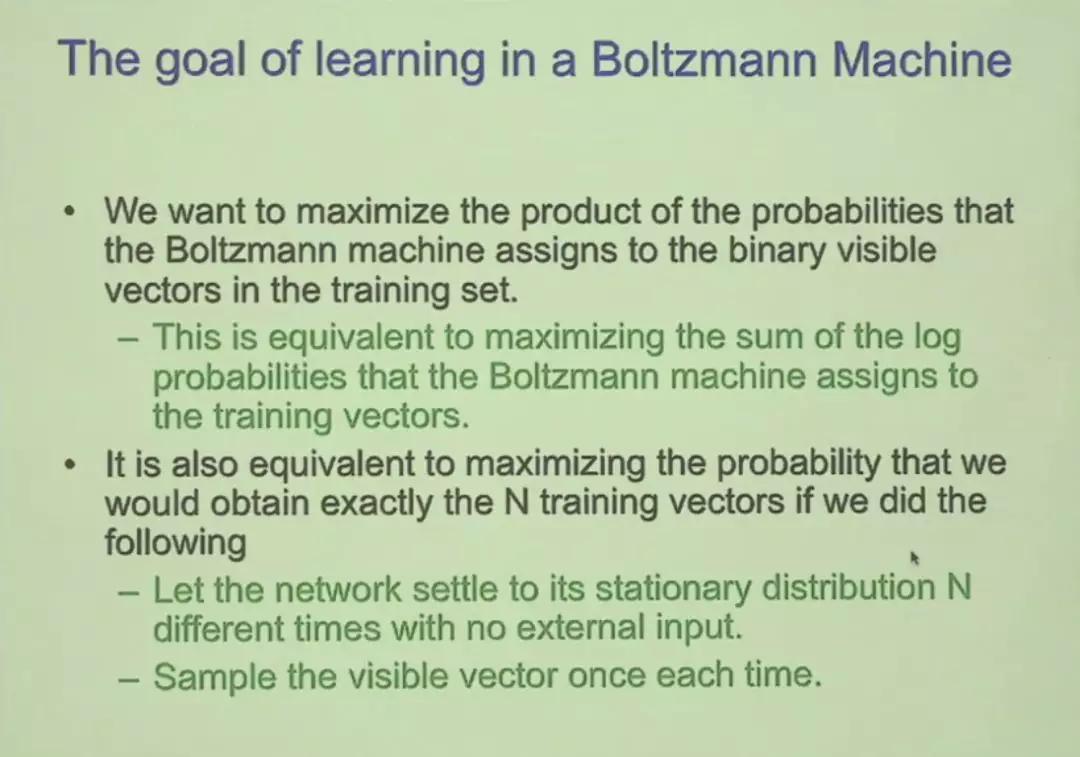 The goal of learning in a Boltzmann Machine
• We want to maximize the product of the probabilities that
the Boltzmann machine assigns to the binary visible
vectors in the training set.
– This is equivalent to maximizing the sum of the log
probabilities that the Boltzmann machine assigns to
the training vectors.
• It is also equivalent to maximizing the probability that we
would obtain exactly the N training vectors if we did the
following
– Let the network settle to its stationary distribution N
different times with no external input.
– Sample the visible vector once each time.